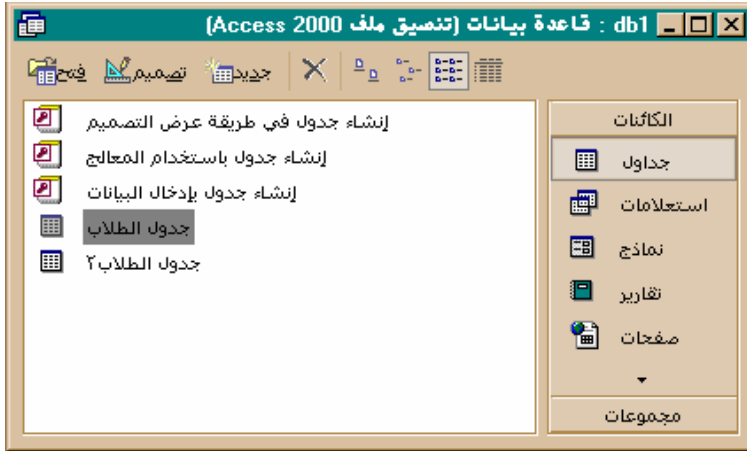 db1 : قاعدة بيانات (تنسيق ملف Access 2000)
فتح تصميم جديد
الكائنات
جداول
استعلامات
نماذج
تقارير
صفحات
مجموعات
إنشاء جدول في طريقة عرض التصميم
إنشاء جدول باستخدام المعالج
إنشاء جدول بإدخال البيانات
جدول الطلاب
جدول الطلاب٢